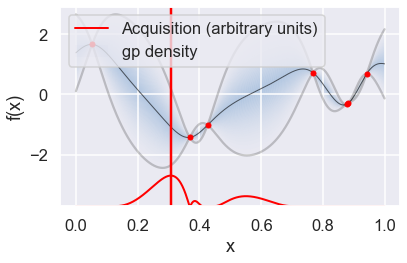 Acquisition (arbitrary units)
gp density
f(x)
2
0
−2
0.0 0.2 0.4 0.6 0.8 1.0
x